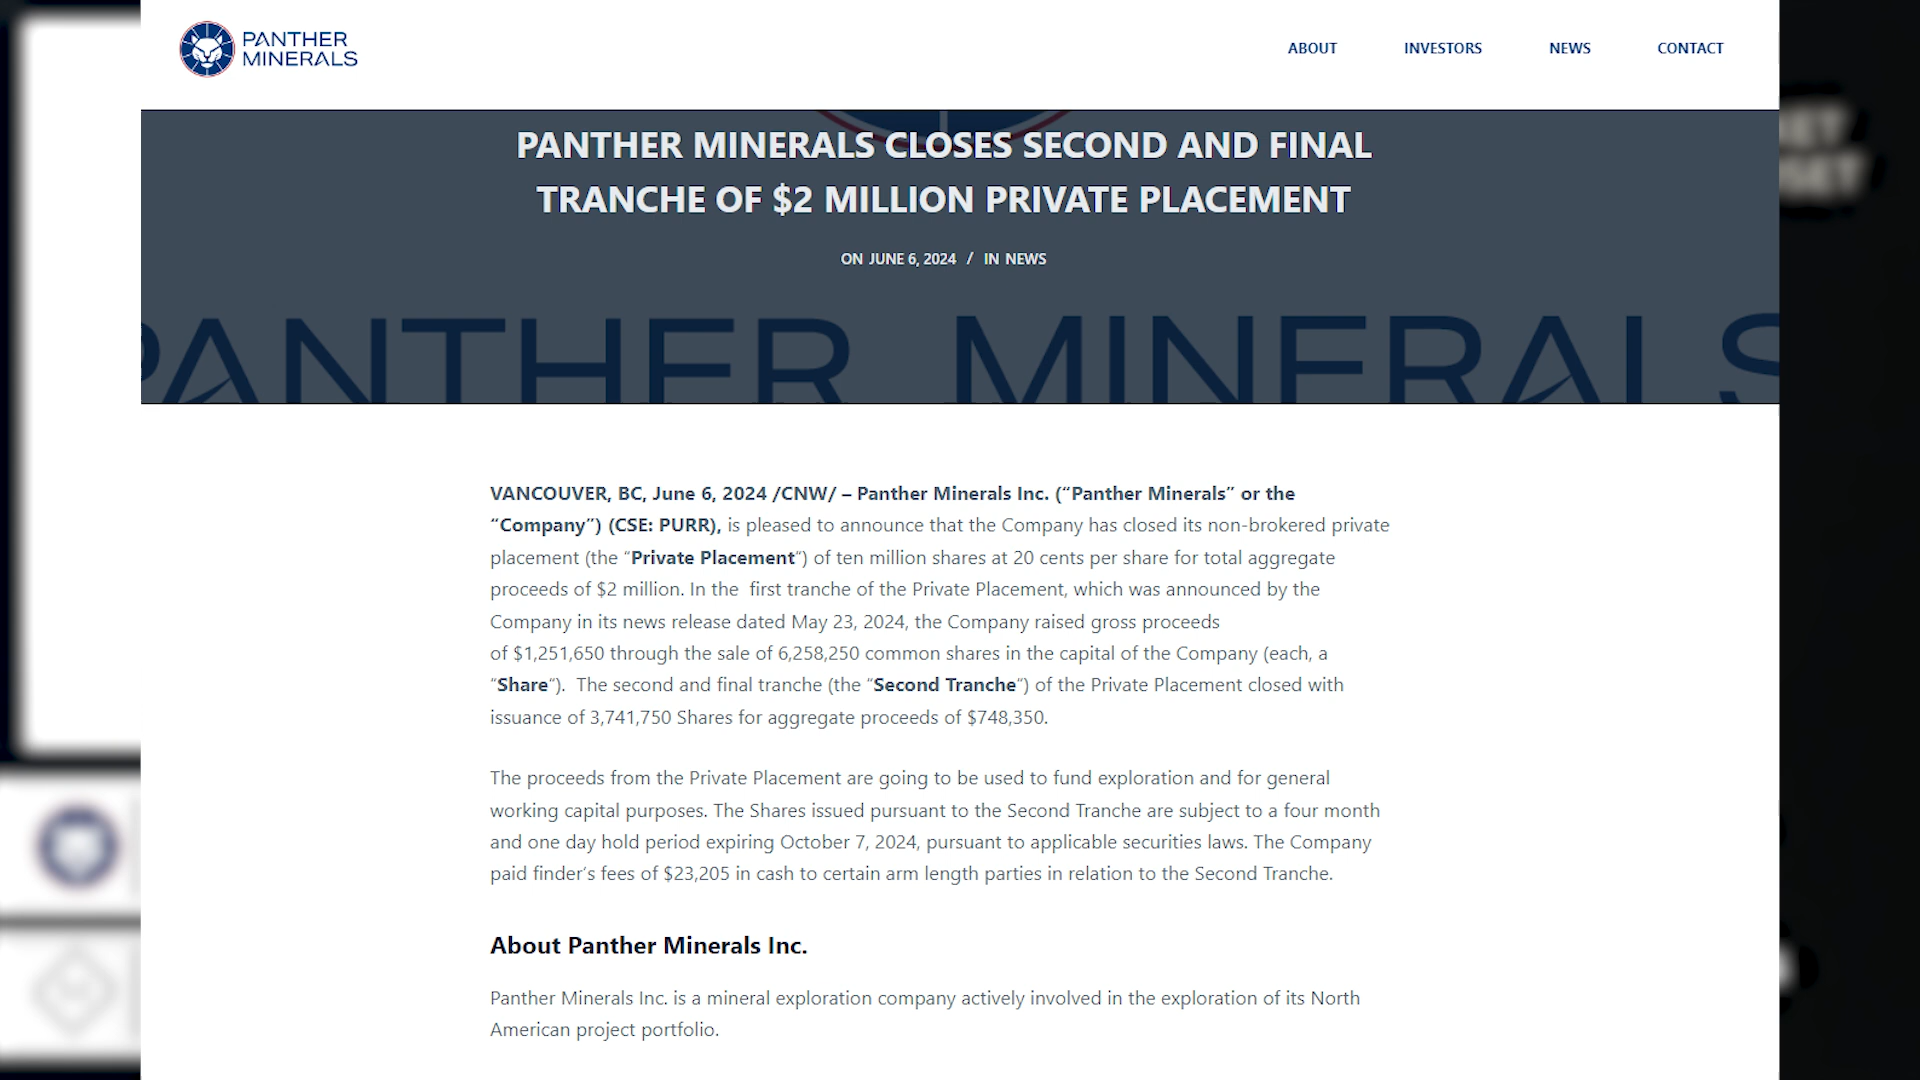 PANTHER
MINERALS
ABOUT
INVESTORS
NEWS
CONTACT
PANTHER MINERALS CLOSES SECOND AND FINAL
TRANCHE OF $2 MILLION PRIVATE PLACEMENT
ON JUNE 6, 2024 / IN NEWS
PANTHER MINERALS
VANCOUVER, BC, June 6, 2024 /CNW/ – Panther Minerals Inc. (“Panther Minerals” or the
“Company”) (CSE: PURR), is pleased to announce that the Company has closed its non-brokered private
placement (the “Private Placement“) of ten million shares at 20 cents per share for total aggregate
proceeds of $2 million. In the  first tranche of the Private Placement, which was announced by the
Company in its news release dated May 23, 2024, the Company raised gross proceeds
of $1,251,650 through the sale of 6,258,250 common shares in the capital of the Company (each, a
“Share“).  The second and final tranche (the “Second Tranche“) of the Private Placement closed with
issuance of 3,741,750 Shares for aggregate proceeds of $748,350.
The proceeds from the Private Placement are going to be used to fund exploration and for general
working capital purposes. The Shares issued pursuant to the Second Tranche are subject to a four month
and one day hold period expiring October 7, 2024, pursuant to applicable securities laws. The Company
paid finder’s fees of $23,205 in cash to certain arm length parties in relation to the Second Tranche.
About Panther Minerals Inc.
Panther Minerals Inc. is a mineral exploration company actively involved in the exploration of its North
American project portfolio.